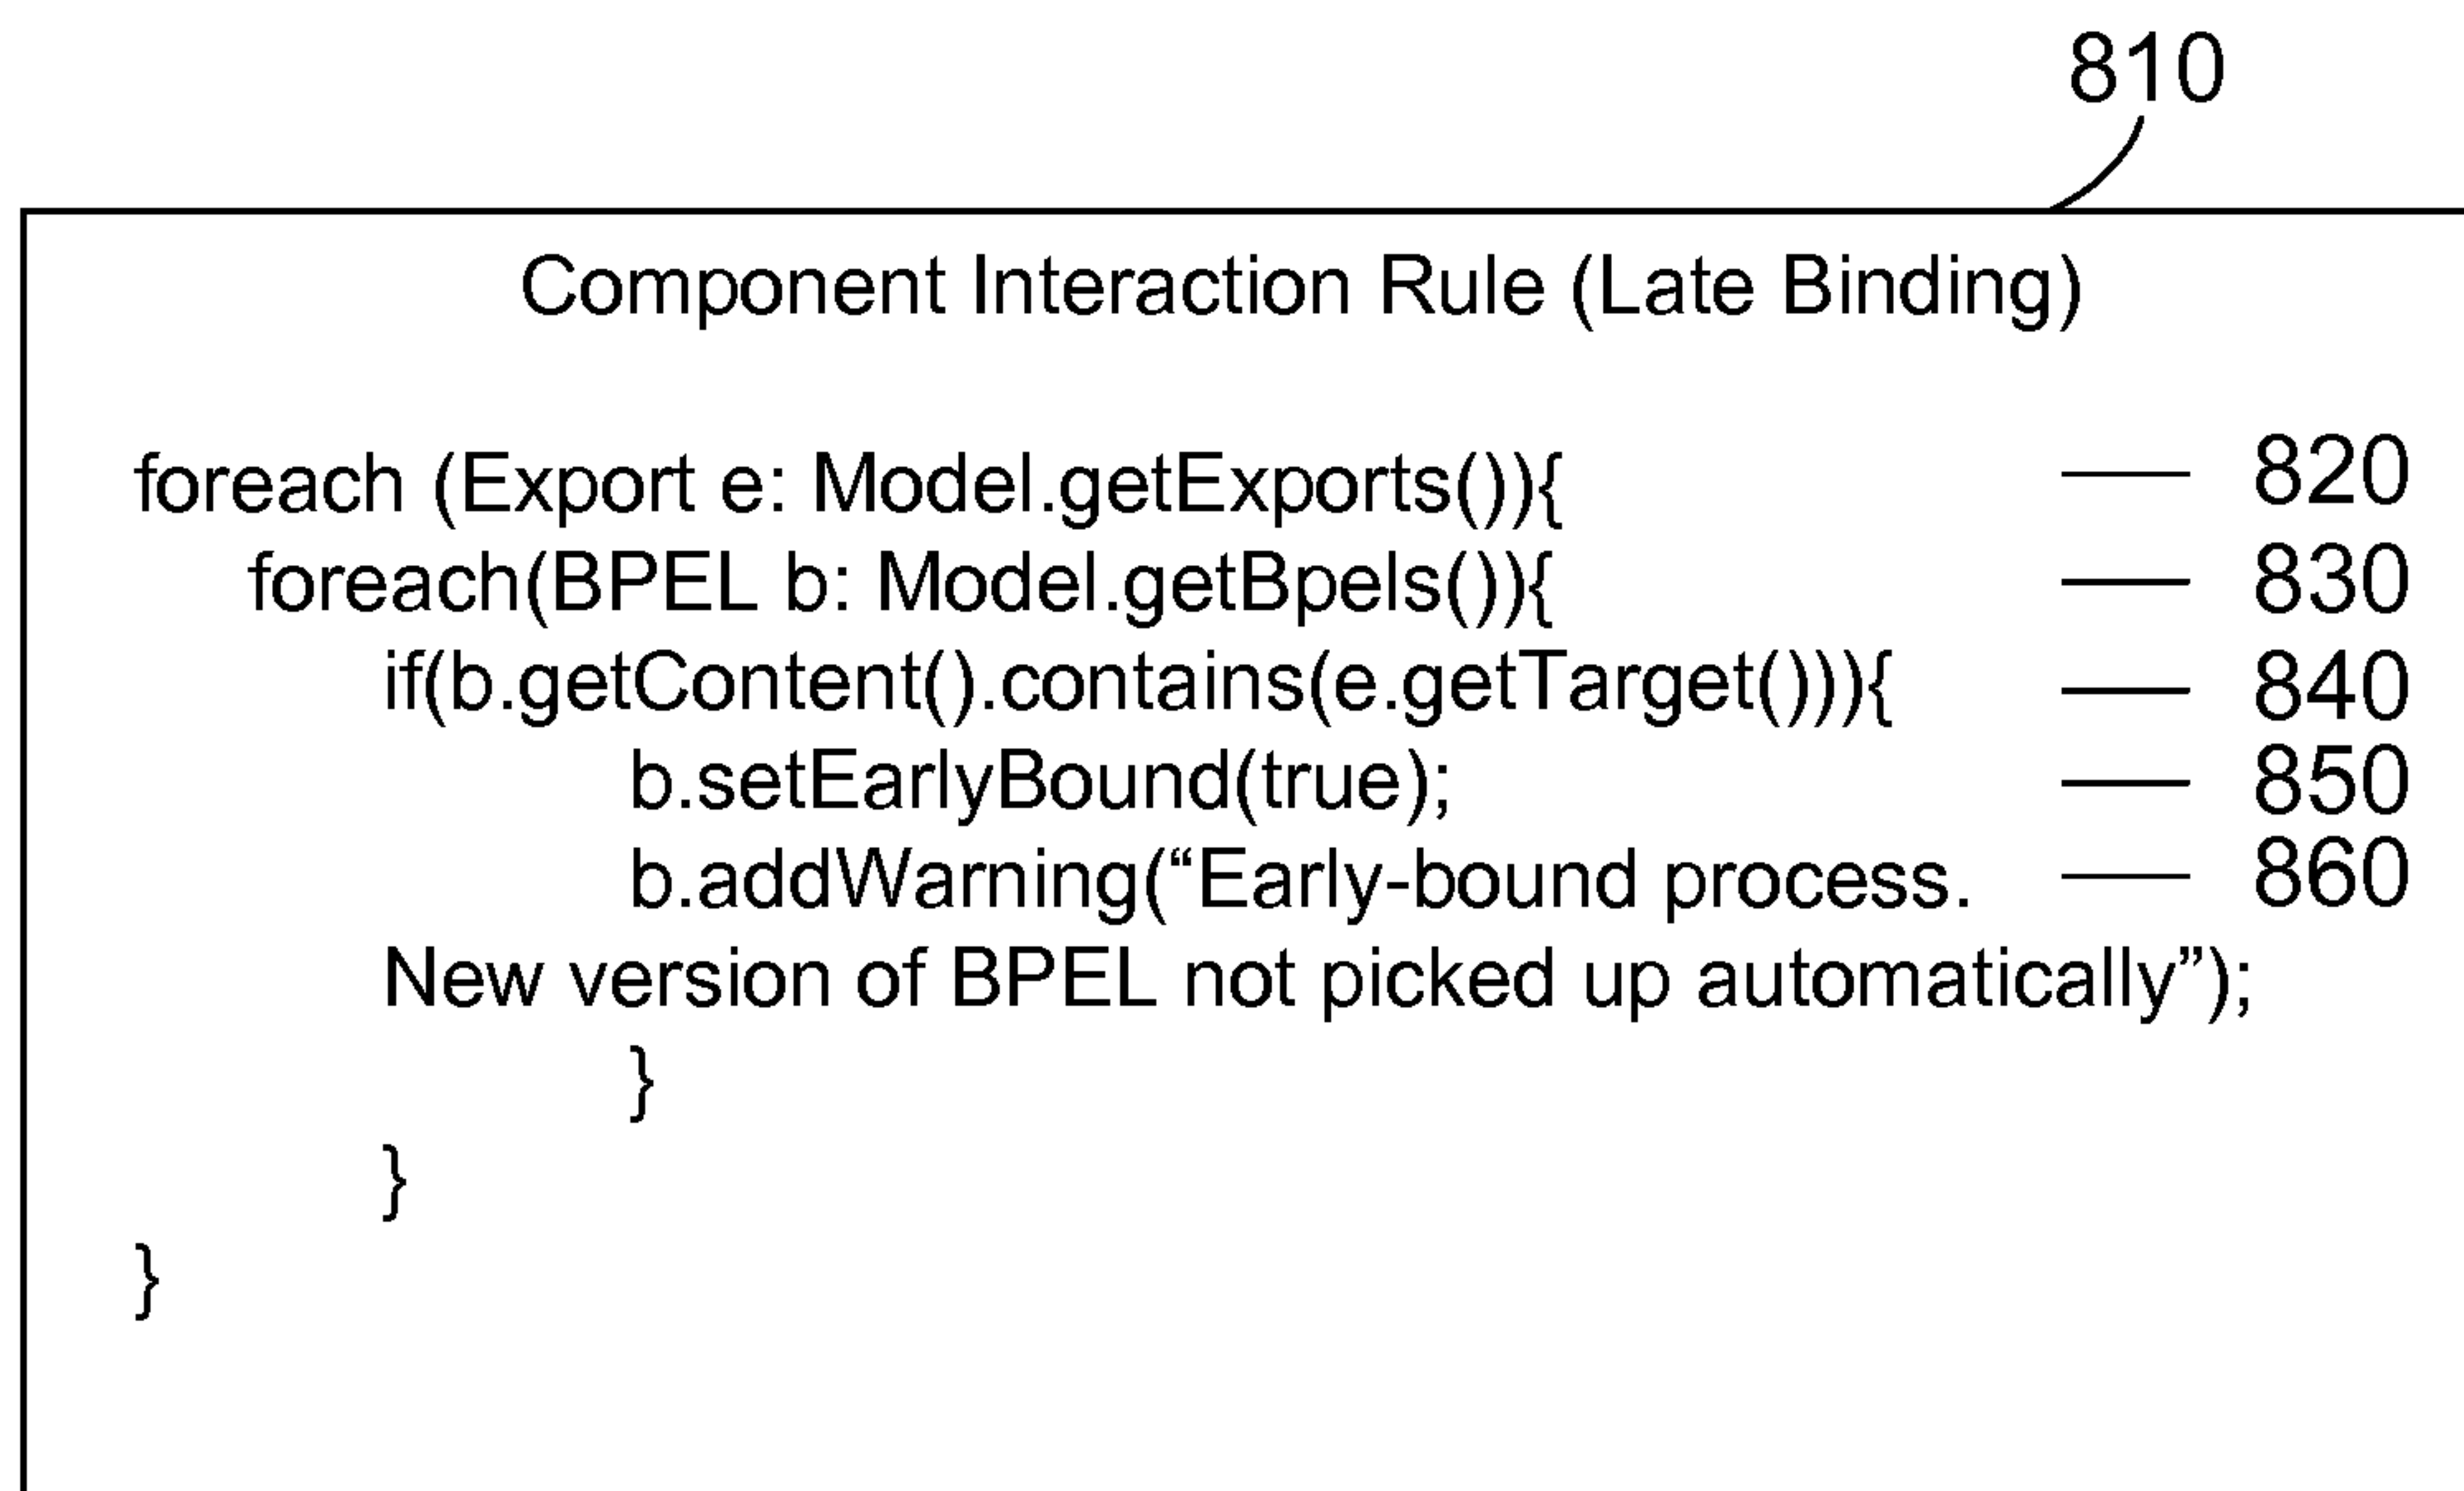 810
Component Interaction Rule (Late Binding)
foreach (Export e: Model.getExports()){ — 820
foreach(BPEL b: Model.getBpels()){ — 830
if(b.getContent().contains(e.getTarget())){ — 840
b.setEarlyBound(true); — 850
b.addWarning(“Early-bound process. — 860
New version of BPEL not picked up automatically”);
}
}
}